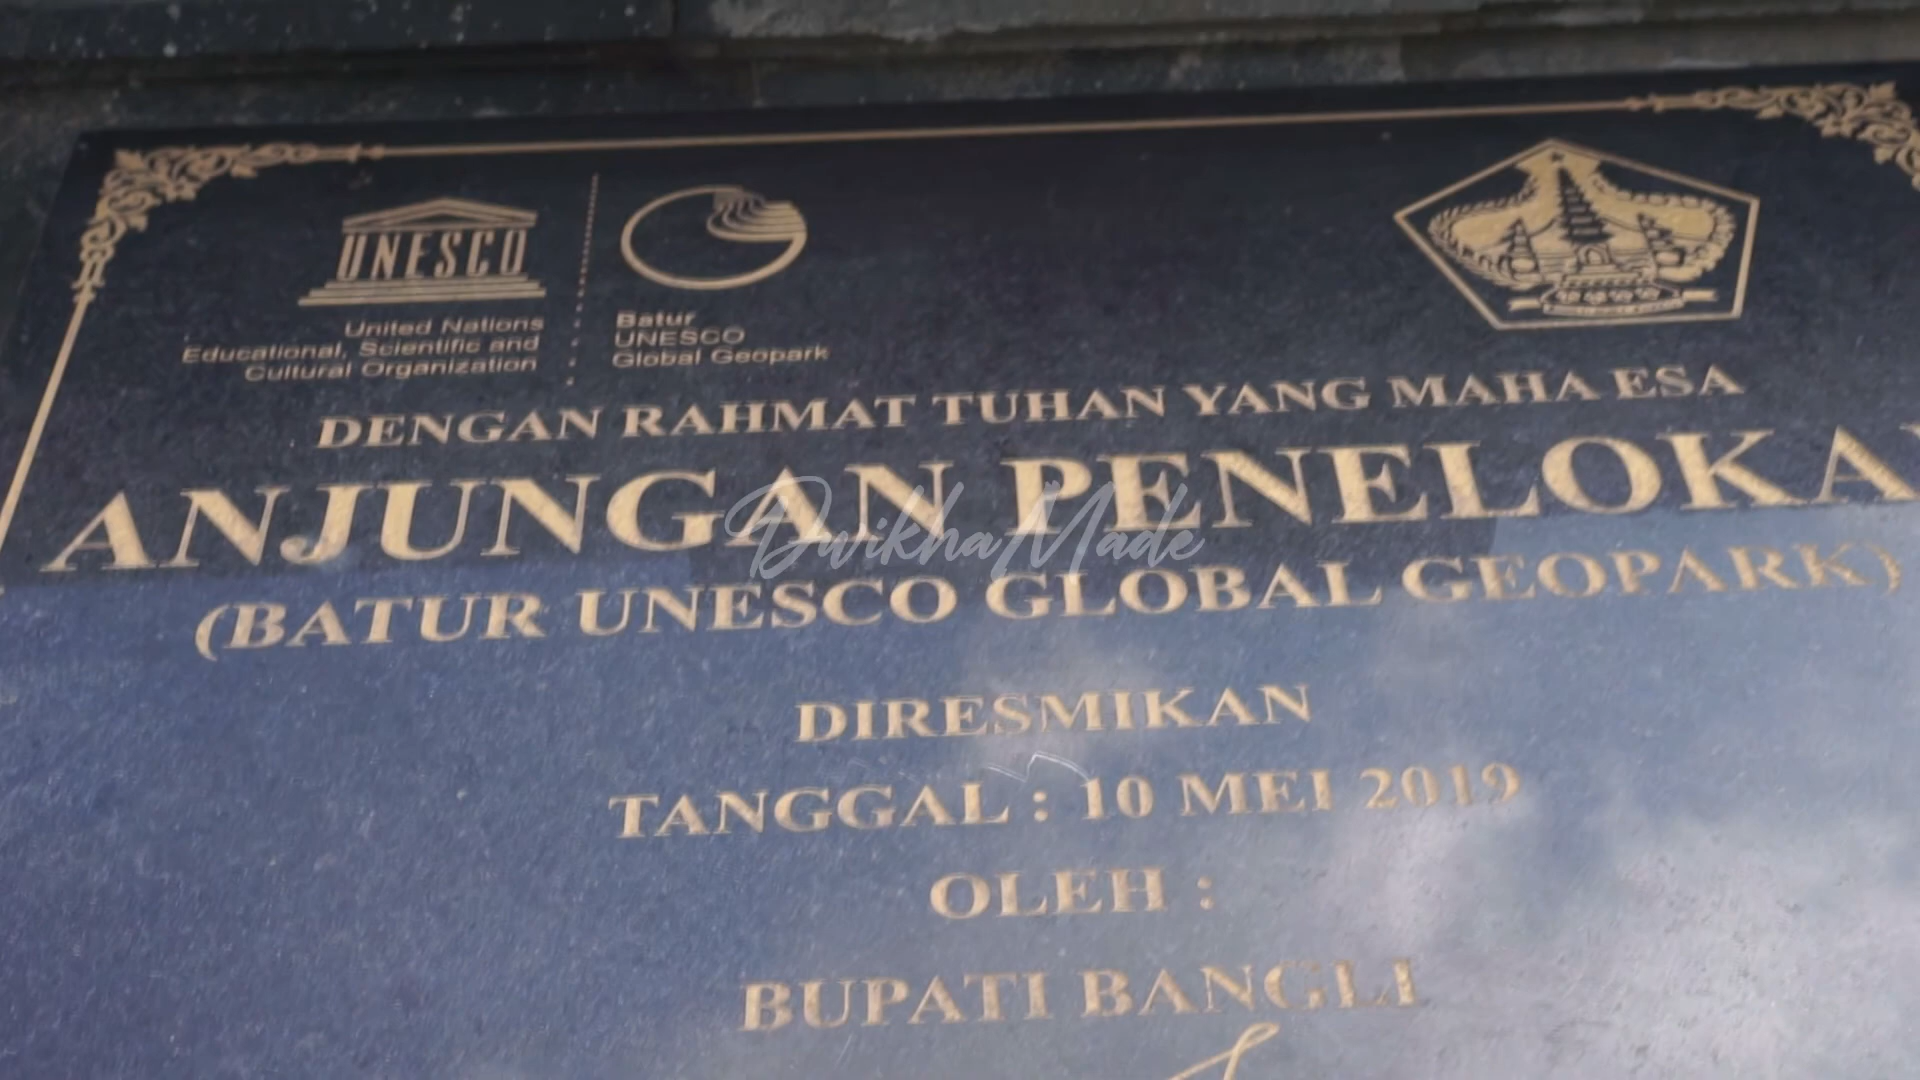 UNESCO
United Nations
Educational, Scientific and
Cultural Organization
Batur
UNESCO
Global Geopark
DENGAN RAHMAT TUHAN YANG MAHA ESA
ANJUNGAN PENELOKA
(BATUR UNESCO GLOBAL GEOPARK)
DwikhaMade
DIRESMIKAN
TANGGAL : 10 MEI 2019
OLEH :
BUPATI BANGLI